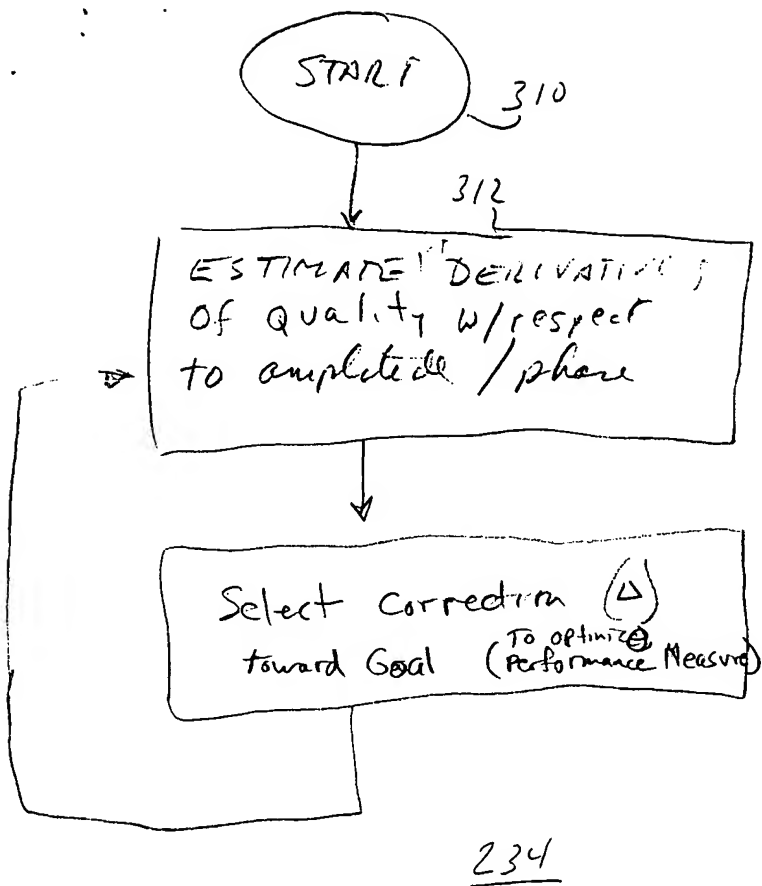 START
310
312
ESTIMATE "DERIVATIVE"
Of Quality w/respect
to amplitude / phase
Select Correction (Δ)
toward Goal (To optimize
Performance Measure)
234